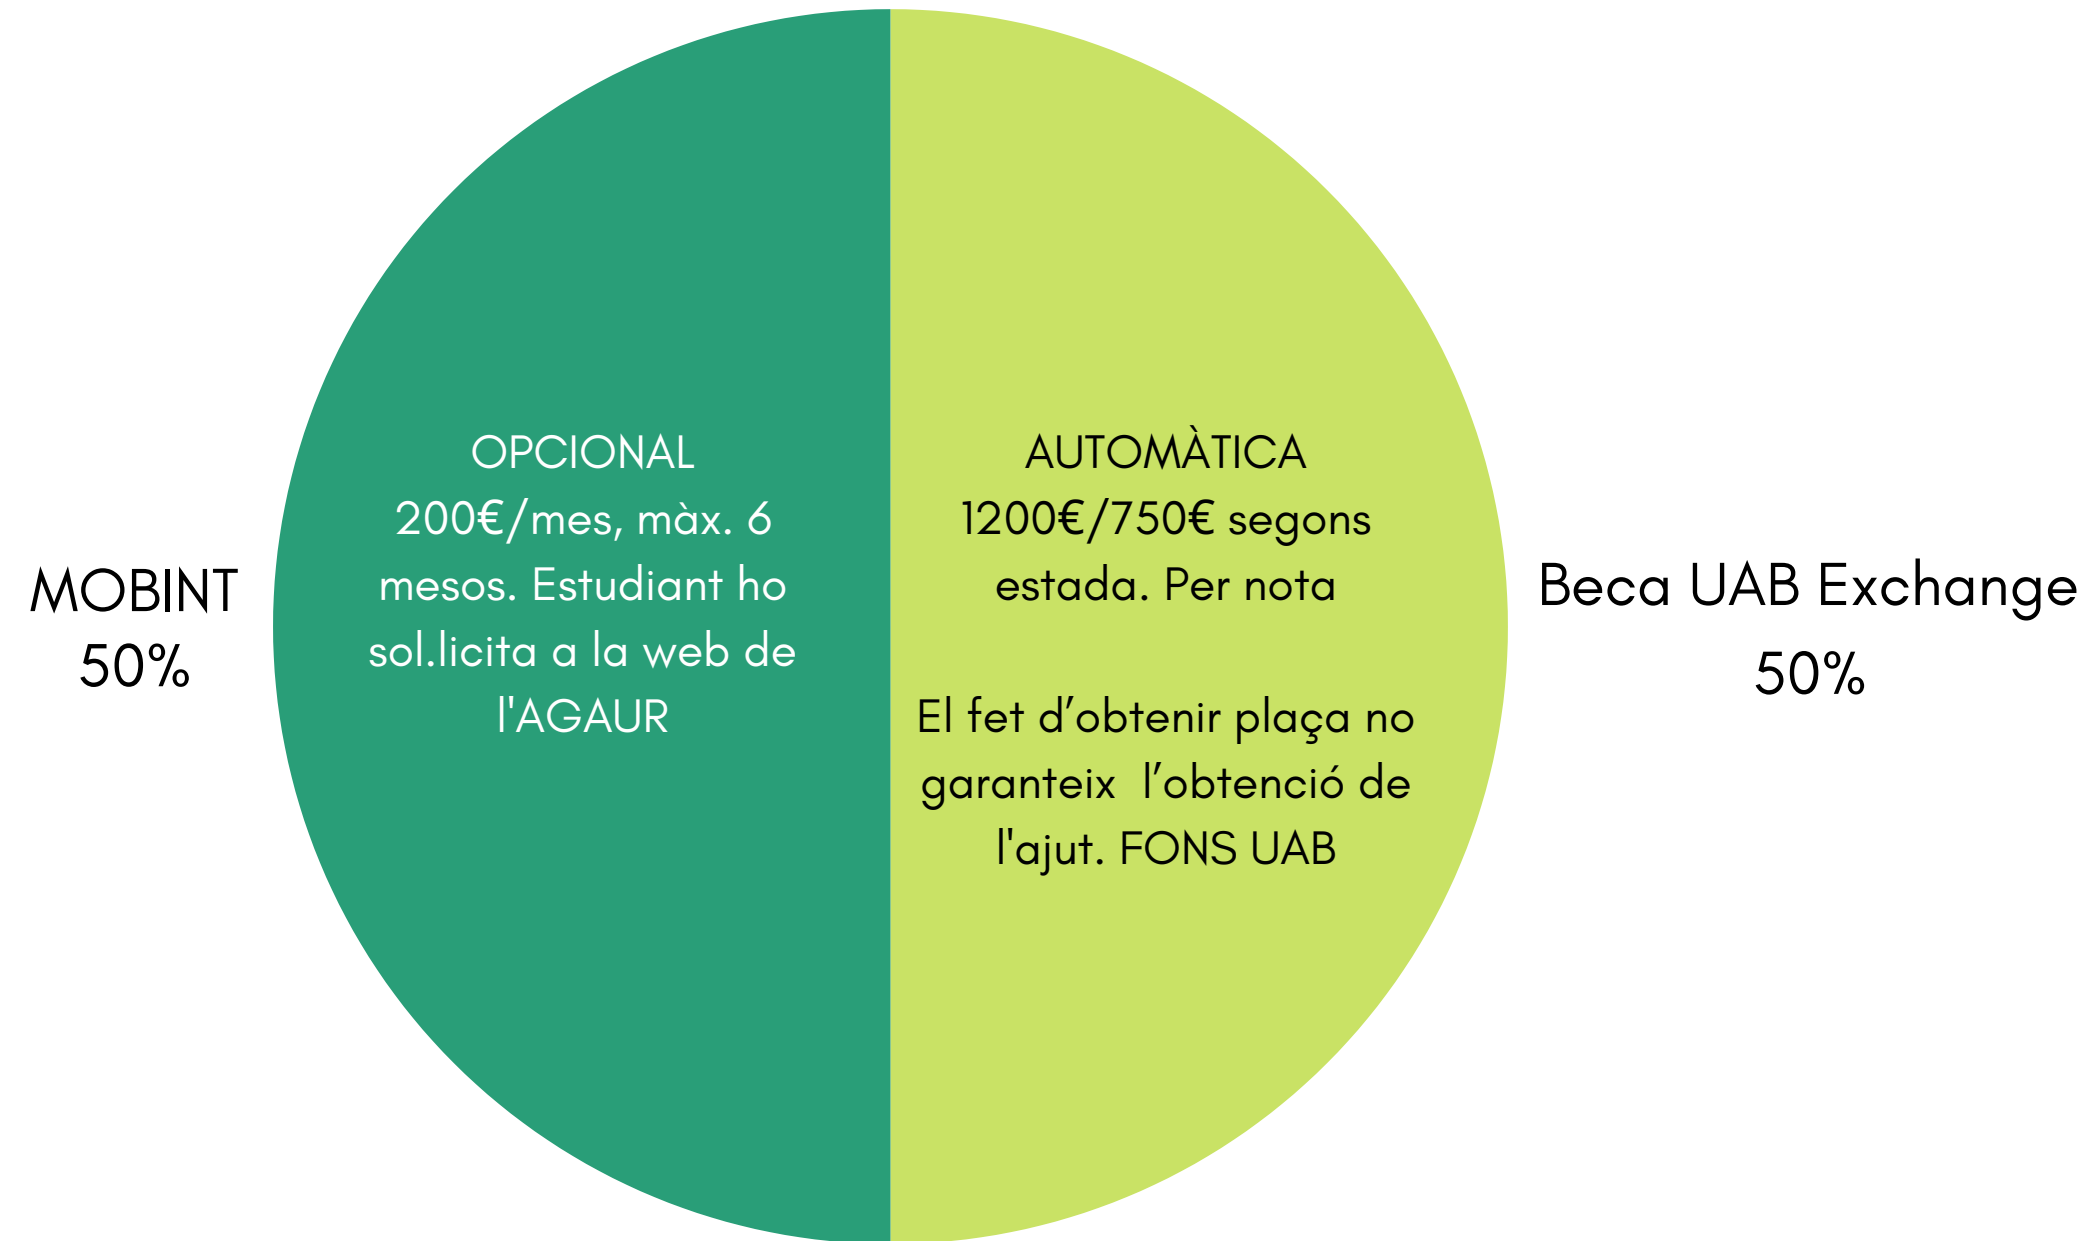 MOBINT
50%
OPCIONAL
200€/mes, màx. 6
mesos. Estudiant ho
sol.licita a la web de
l'AGAUR
AUTOMÀTICA
1200€/750€ segons
estada. Per nota
El fet d’obtenir plaça no
garanteix  l’obtenció de
l'ajut. FONS UAB
Beca UAB Exchange
50%